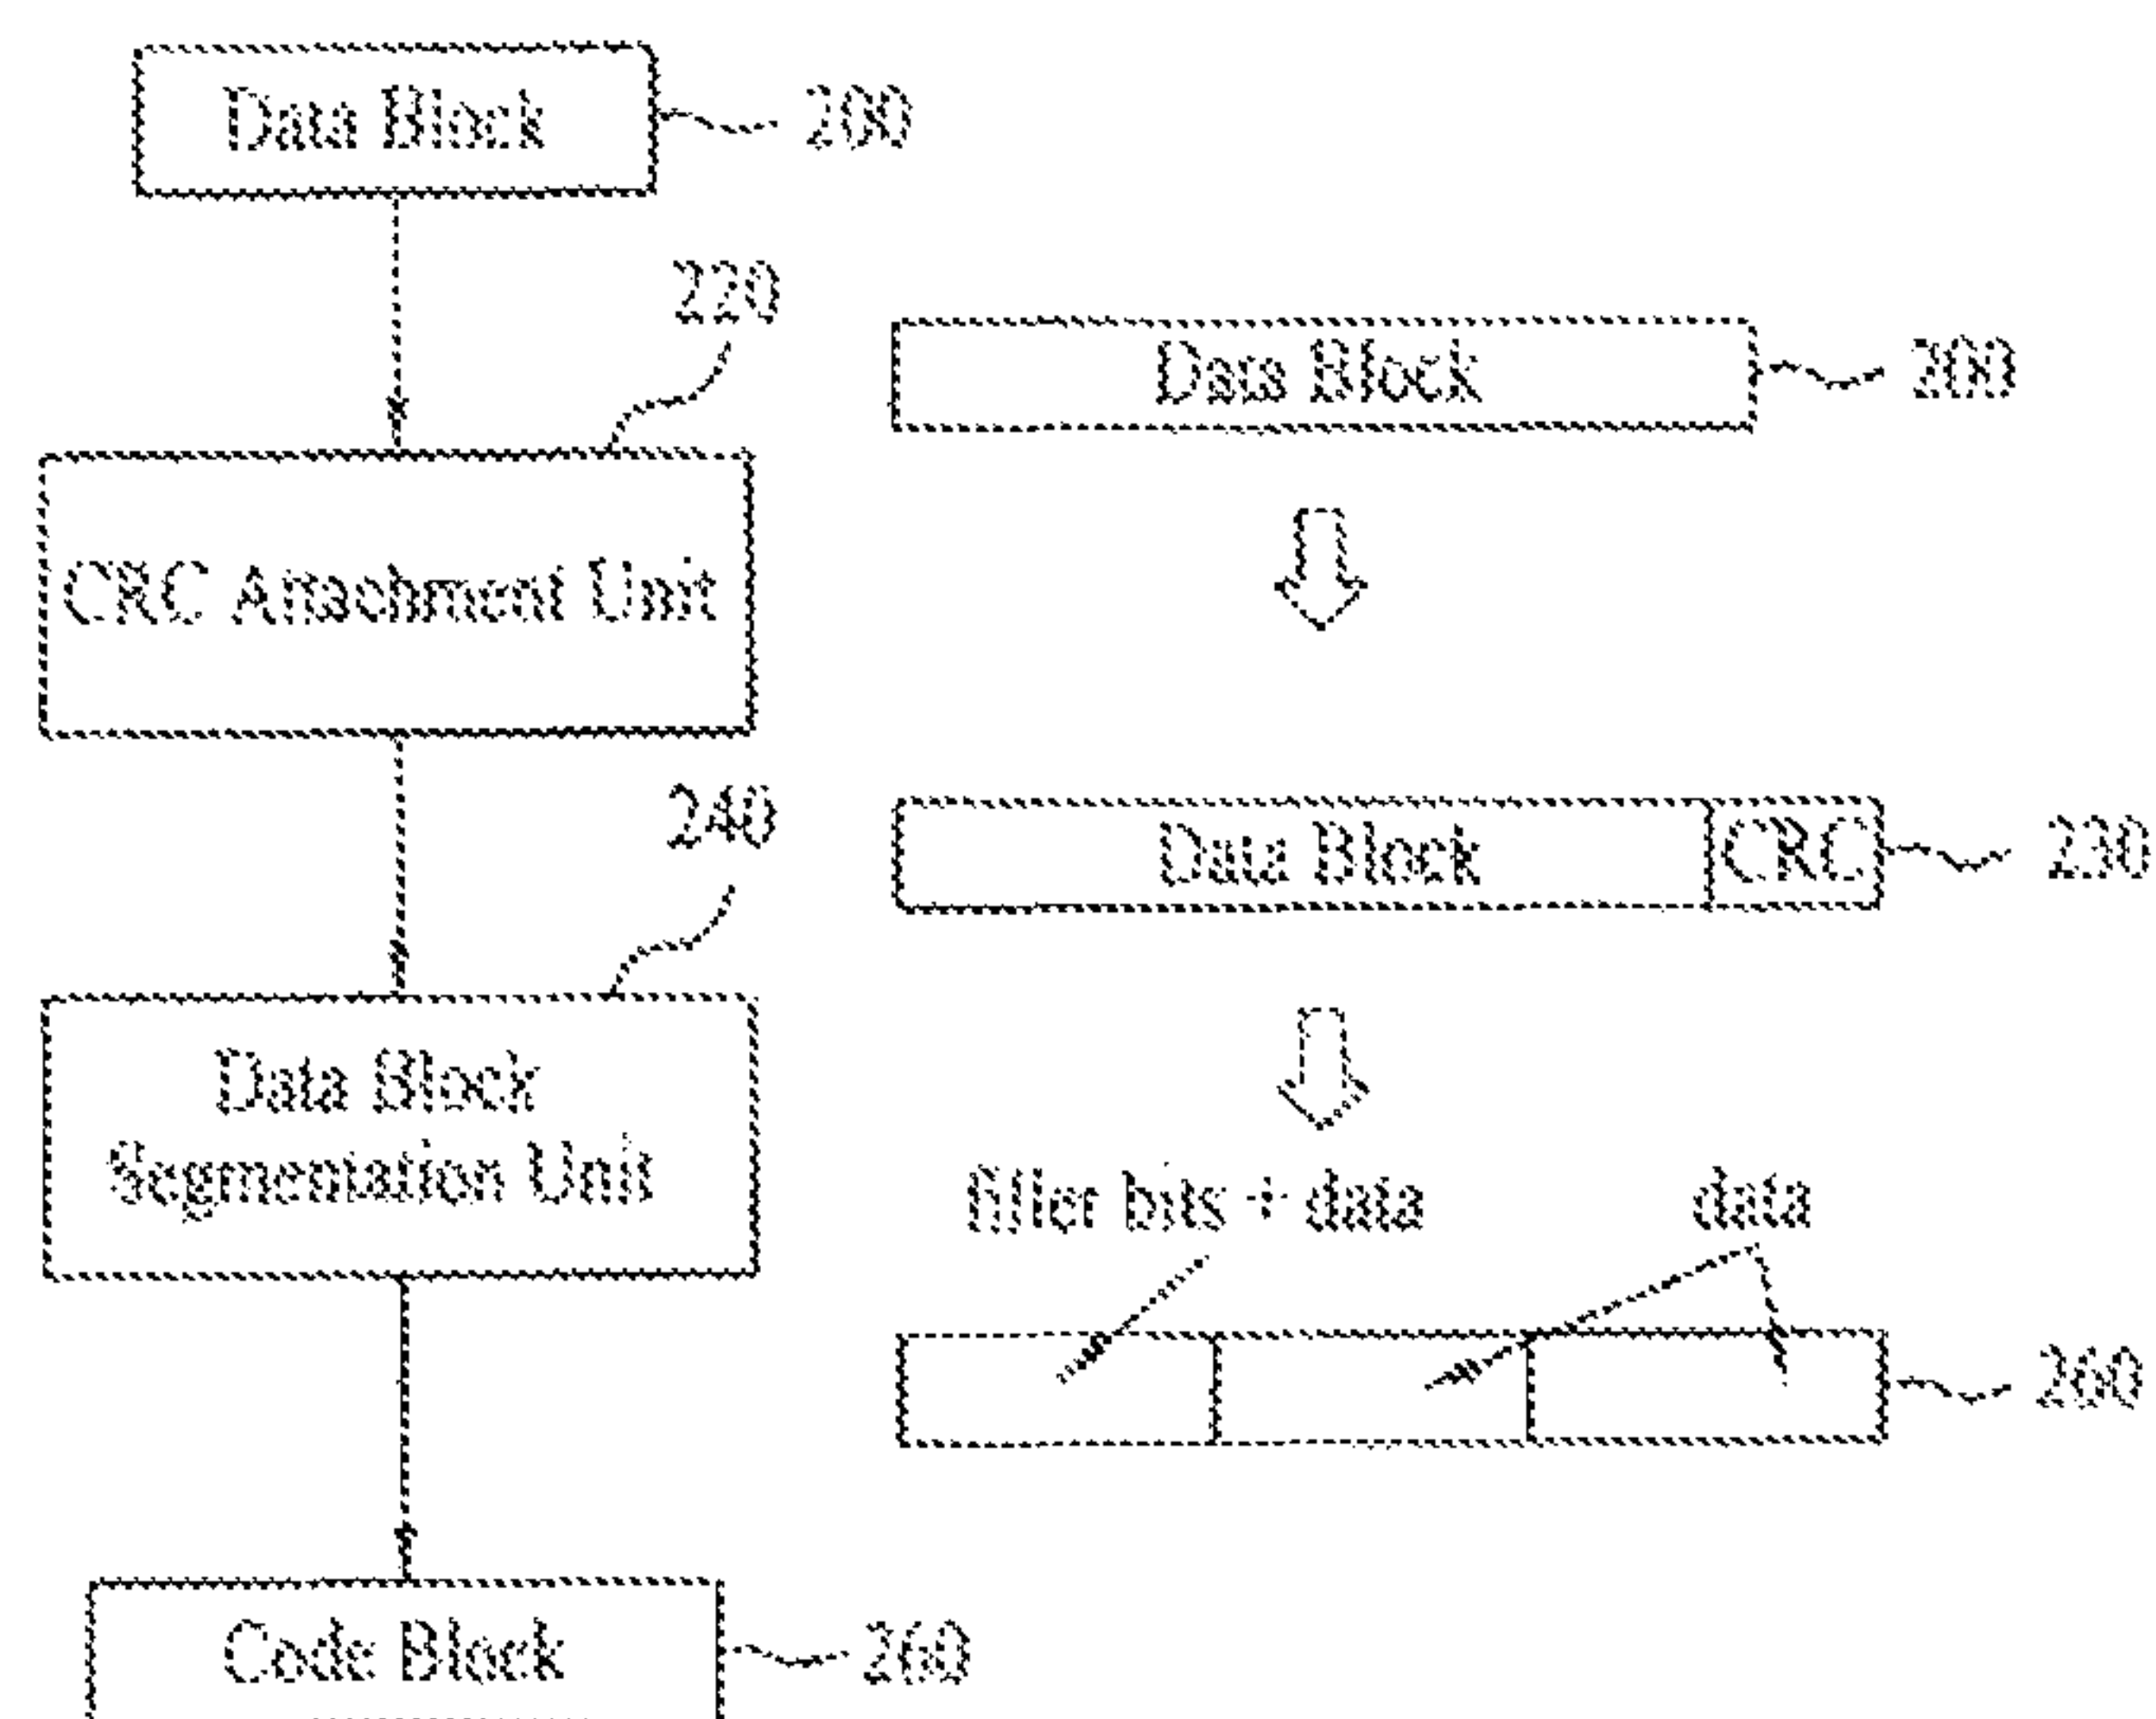 Data Block
200
220
Data Block
200
CRC Attachment Unit
240
Data Block
CRC
230
Data Block
Segmentation Unit
filler bits + data
data
260
Code Block
260